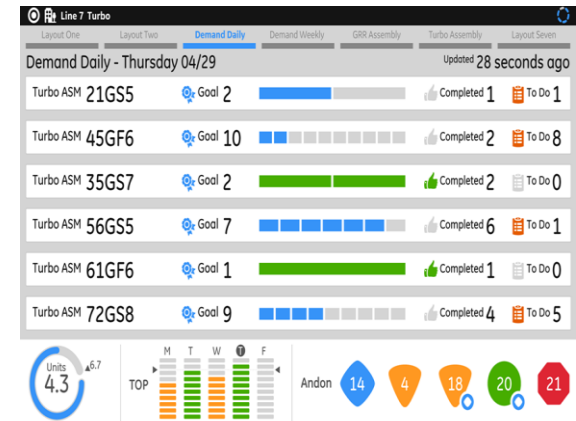 Line 7 Turbo
Layout One Layout Two Demand Daily Demand Weekly GRR Assembly Turbo Assembly Layout Seven
Demand Daily - Thursday 04/29 Updated 28 seconds ago
Turbo ASM 21GS5 Goal 2 Completed 1 To Do 1
Turbo ASM 45GF6 Goal 10 Completed 2 To Do 8
Turbo ASM 35GS7 Goal 2 Completed 2 To Do 0
Turbo ASM 56GS5 Goal 7 Completed 6 To Do 1
Turbo ASM 61GF6 Goal 1 Completed 1 To Do 0
Turbo ASM 72GS8 Goal 9 Completed 4 To Do 5
M T W T F
Units 4.3 ▲6.7 TOP Andon 14 4 18 20 21